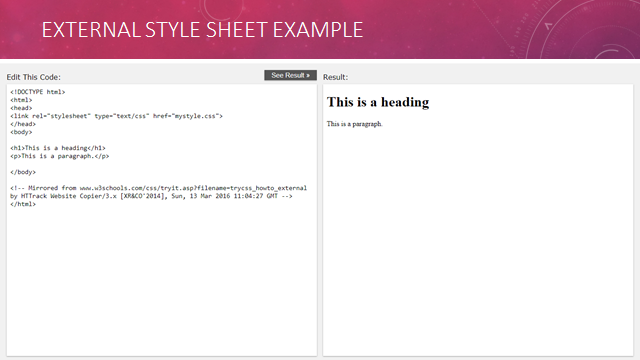 EXTERNAL STYLE SHEET EXAMPLE
Edit This Code:
See Result »
<!DOCTYPE html>
<html>
<head>
<link rel="stylesheet" type="text/css" href="mystyle.css">
</head>
<body>
<h1>This is a heading</h1>
<p>This is a paragraph.</p>
</body>
<!-- Mirrored from www.w3schools.com/css/tryit.asp?filename=trycss_howto_external
by HTTrack Website Copier/3.x [XR&CO'2014], Sun, 13 Mar 2016 11:04:27 GMT -->
</html>
Result:
This is a heading
This is a paragraph.